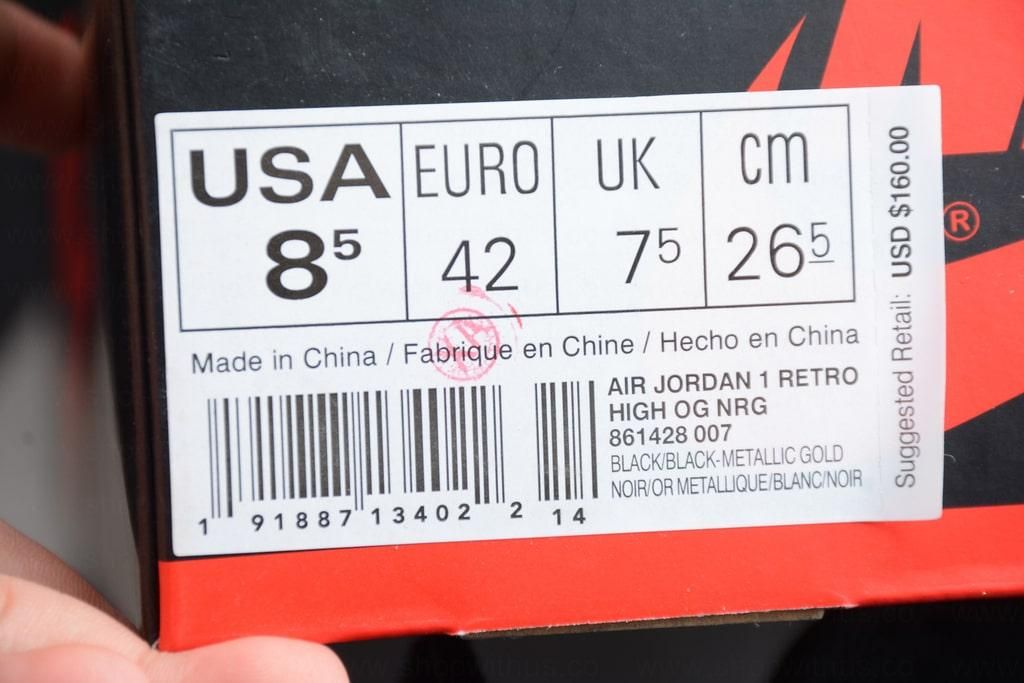 USA EURO UK cm
8⁵ 42 7⁵ 26⁵
Made in China / Fabrique en Chine / Hecho en China
AIR JORDAN 1 RETRO
HIGH OG NRG
861428 007
BLACK/BLACK-METALLIC GOLD
NOIR/OR METALLIQUE/BLANC/NOIR
1 91887 13402 2 14
Suggested Retail: USD $160.00
®